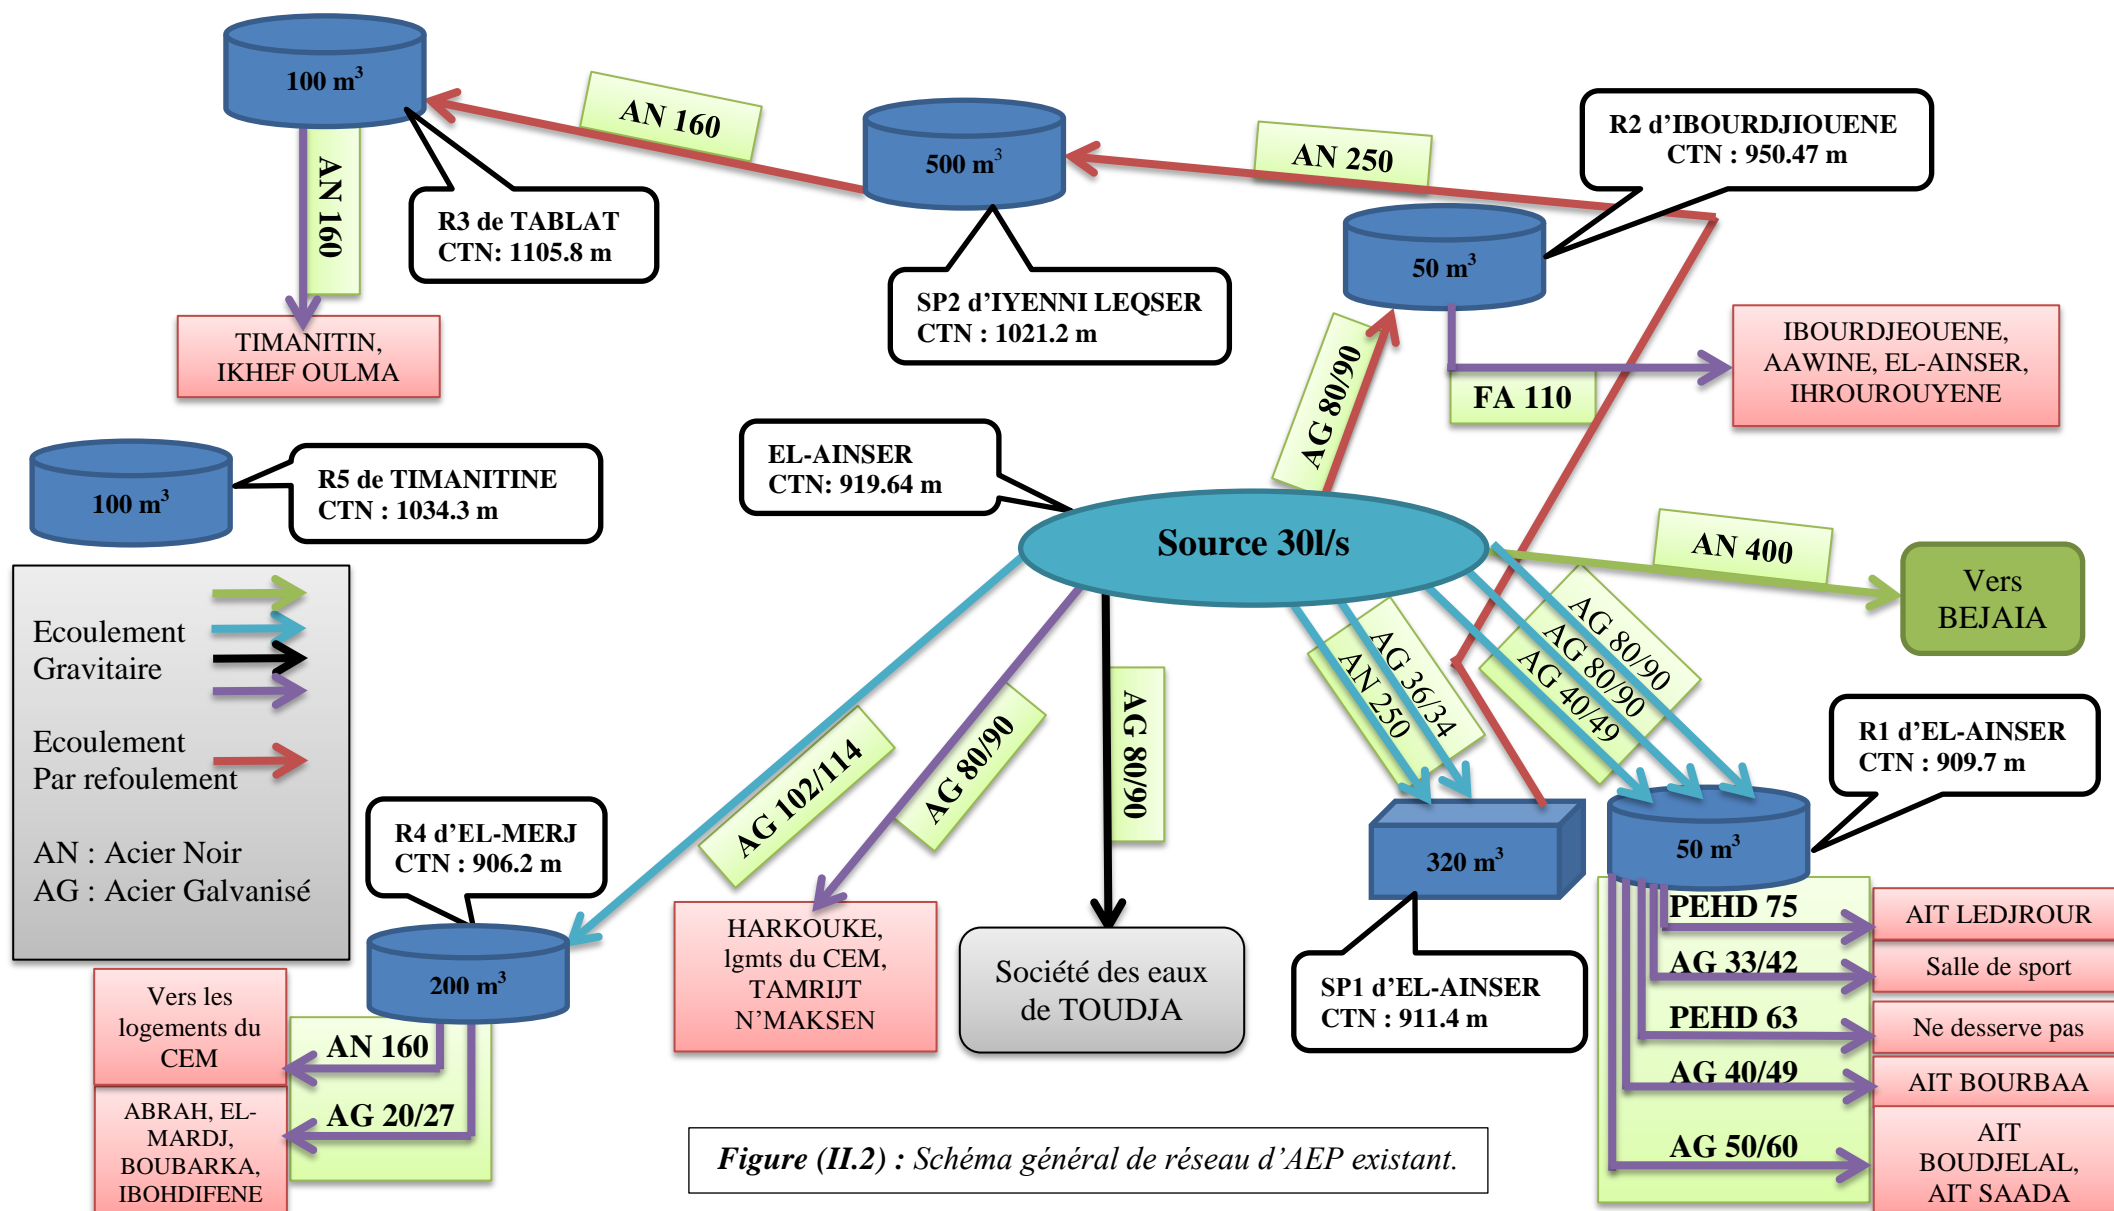 100 m³
AN 160
R3 de TABLAT
CTN: 1105.8 m
AN 160
TIMANITIN,
IKHEF OULMA
500 m³
SP2 d'IYENNI LEQSER
CTN : 1021.2 m
AN 250
R2 d'IBOURDJIOUENE
CTN : 950.47 m
50 m³
AG 80/90
FA 110
IBOURDJEOUENE,
AAWINE, EL-AINSER,
IHROUROUYENE
100 m³
R5 de TIMANITINE
CTN : 1034.3 m
EL-AINSER
CTN: 919.64 m
Source 30l/s
AN 400
Vers
BEJAIA
Ecoulement
Gravitaire
Ecoulement
Par refoulement
AN : Acier Noir
AG : Acier Galvanisé
AG 102/114
AG 80/90
AG 80/90
AG 36/34
AN 250
AG 80/90
AG 80/90
AG 40/49
R4 d'EL-MERJ
CTN : 906.2 m
200 m³
Vers les
logements du
CEM
AN 160
ABRAH, EL-
MARDJ,
BOUBARKA,
IBOHDIFENE
AG 20/27
HARKOUKE,
lgmts du CEM,
TAMRIJT
N'MAKSEN
Société des eaux
de TOUDJA
320 m³
SP1 d'EL-AINSER
CTN : 911.4 m
R1 d'EL-AINSER
CTN : 909.7 m
50 m³
PEHD 75
AIT LEDJROUR
AG 33/42
Salle de sport
PEHD 63
Ne desserve pas
AG 40/49
AIT BOURBAA
AG 50/60
AIT
BOUDJELAL,
AIT SAADA
Figure (II.2) : Schéma général de réseau d'AEP existant.